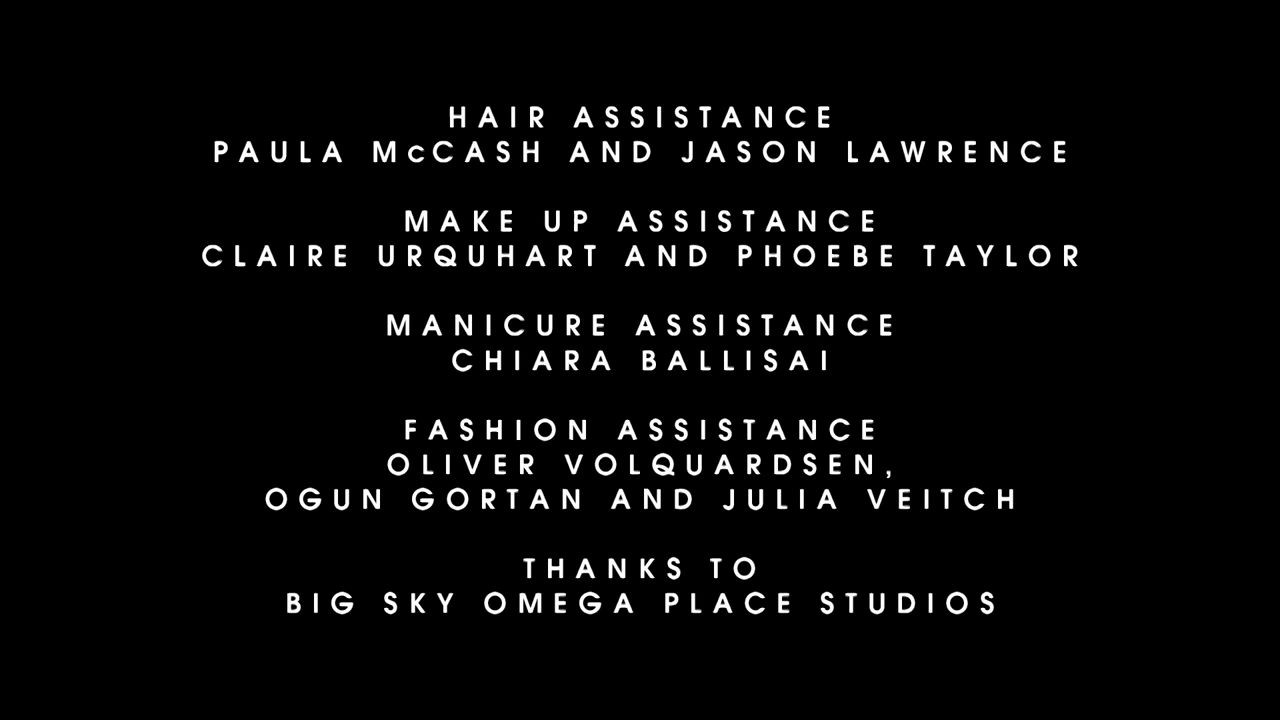 HAIR ASSISTANCE
PAULA McCASH AND JASON LAWRENCE
MAKE UP ASSISTANCE
CLAIRE URQUHART AND PHOEBE TAYLOR
MANICURE ASSISTANCE
CHIARA BALLISAI
FASHION ASSISTANCE
OLIVER VOLQUARDSEN,
OGUN GORTAN AND JULIA VEITCH
THANKS TO
BIG SKY OMEGA PLACE STUDIOS